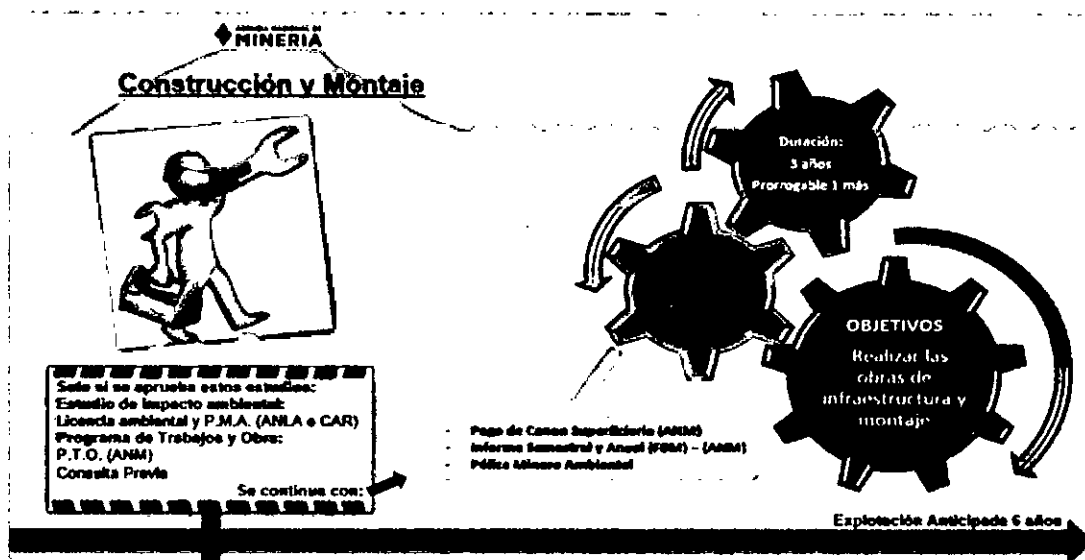 AGENCIA NACIONAL DE
MINERIA
Construcción y Montaje
Duración:
3 años
Prorrogable 1 más
OBJETIVOS
Realizar las
obras de
infraestructura y
montaje
Solo si se aprueba estos estudios:
Estudio de impacto ambiental:
Licencia ambiental y P.M.A. (ANLA o CAR)
Programa de Trabajos y Obra:
P.T.O. (ANM)
Consulta Previa
Se continua con:
- Pago de Canon Superficiario (ANM)
- Informe Semestral y Anual (FBM) – (ANM)
- Póliza Minero Ambiental
Explotación Anticipada 6 años